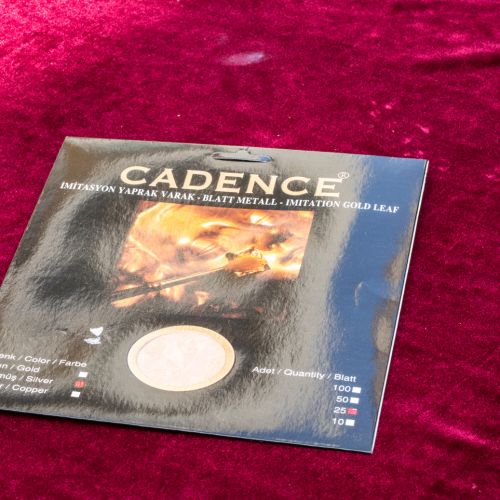 CADENCE®
IMITASYON YAPRAK VARAK - BLATT METALL - IMITATION GOLD LEAF
enk / Color / Farbe
n / Gold
müş / Silver
r / Copper
Adet / Quantity / Blatt
100
50
25
10